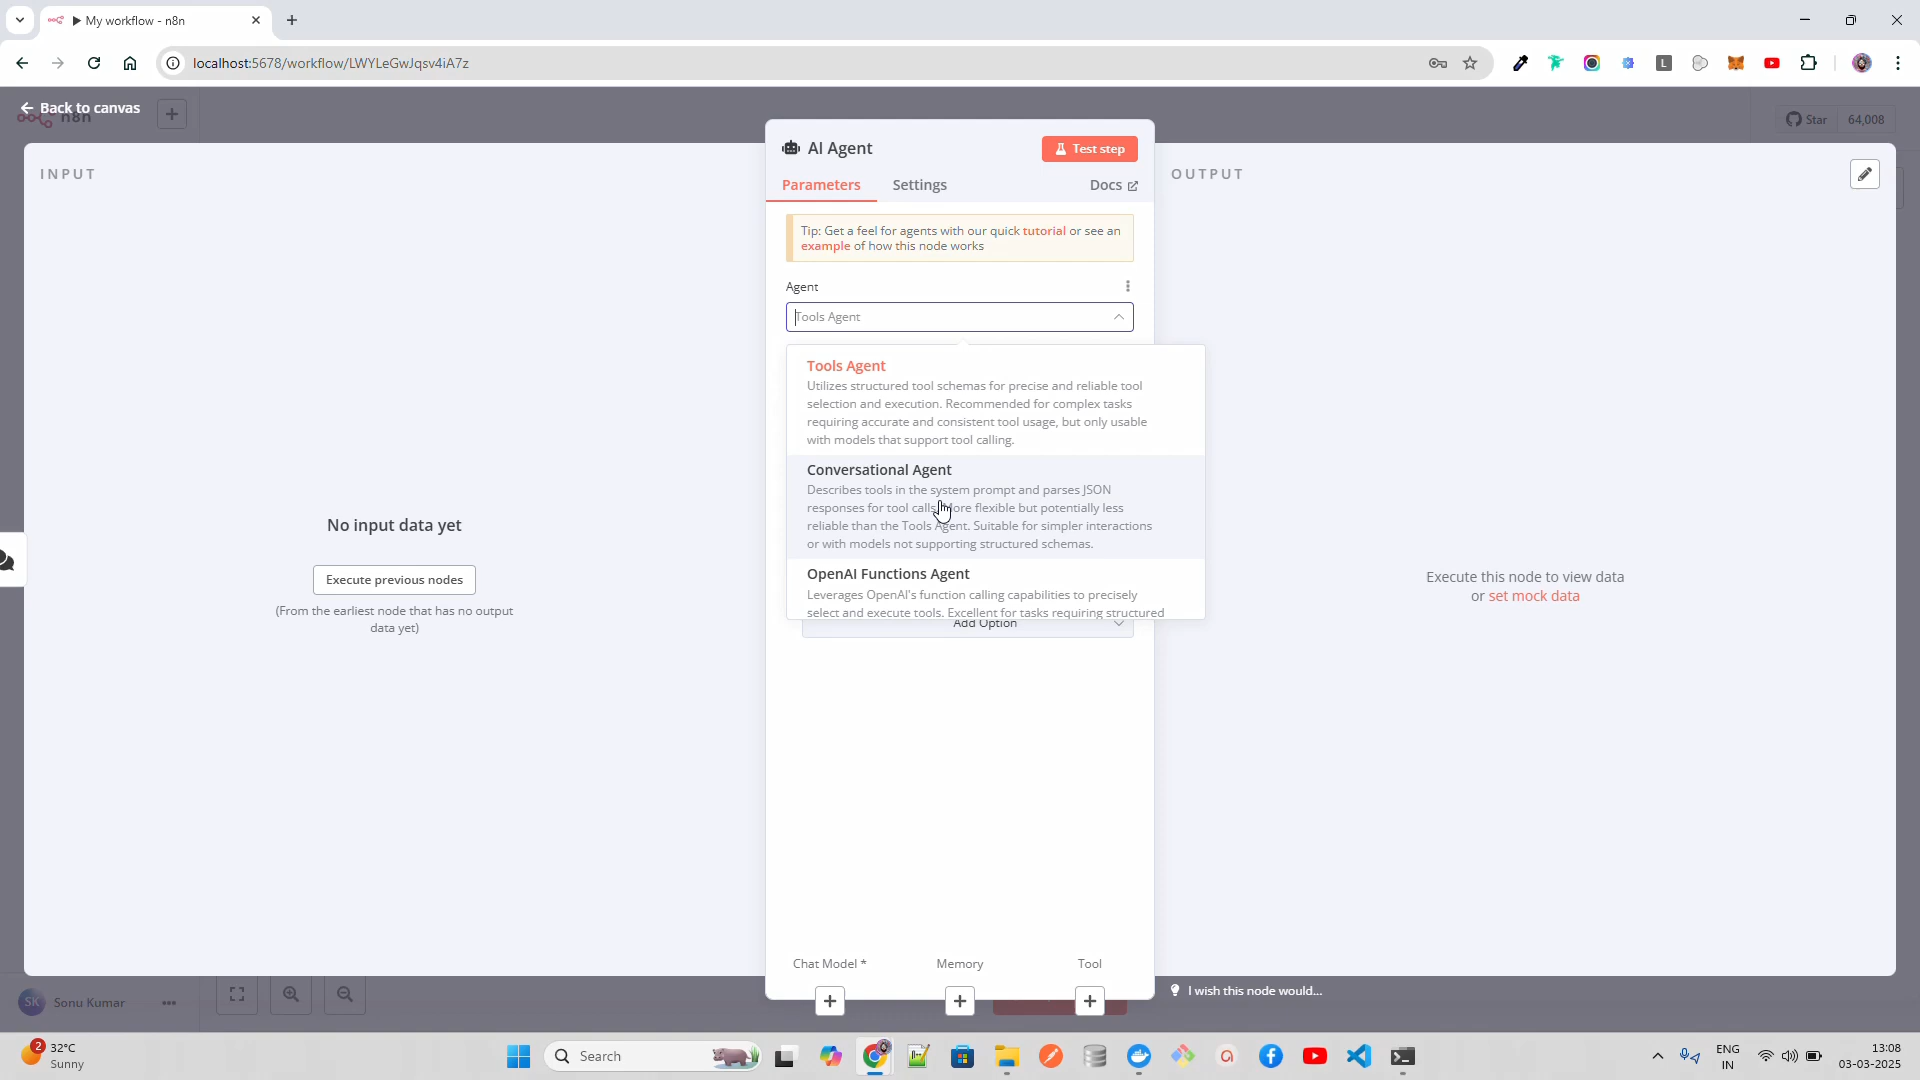 My workflow - n8n
localhost:5678/workflow/LWYLeGwJqsv4iA7z
Back to canvas
n8n
Star 64,008
INPUT
AI Agent
Test step
OUTPUT
Parameters
Settings
Docs
Tip: Get a feel for agents with our quick tutorial or see an
example of how this node works
Agent
Tools Agent
Tools Agent
Utilizes structured tool schemas for precise and reliable tool
selection and execution. Recommended for complex tasks
requiring accurate and consistent tool usage, but only usable
with models that support tool calling.
Conversational Agent
Describes tools in the system prompt and parses JSON
responses for tool calls. More flexible but potentially less
reliable than the Tools Agent. Suitable for simpler interactions
or with models not supporting structured schemas.
OpenAI Functions Agent
Leverages OpenAI's function calling capabilities to precisely
select and execute tools. Excellent for tasks requiring structured
Add Option
No input data yet
Execute previous nodes
(From the earliest node that has no output
data yet)
Execute this node to view data
or set mock data
Chat Model *
Memory
Tool
SK
Sonu Kumar
I wish this node would...
2
32°C
Sunny
Search
ENG
IN
13:08
03-03-2025